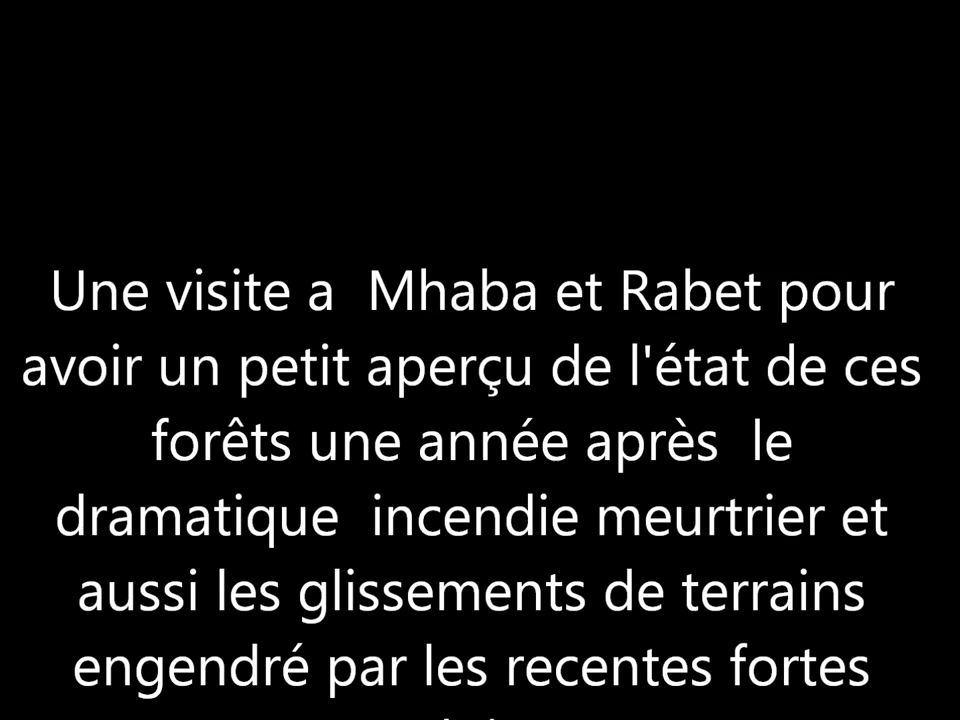 Une visite a  Mhaba et Rabet pour
avoir un petit aperçu de l'état de ces
forêts une année après  le
dramatique  incendie meurtrier et
aussi les glissements de terrains
engendré par les recentes fortes